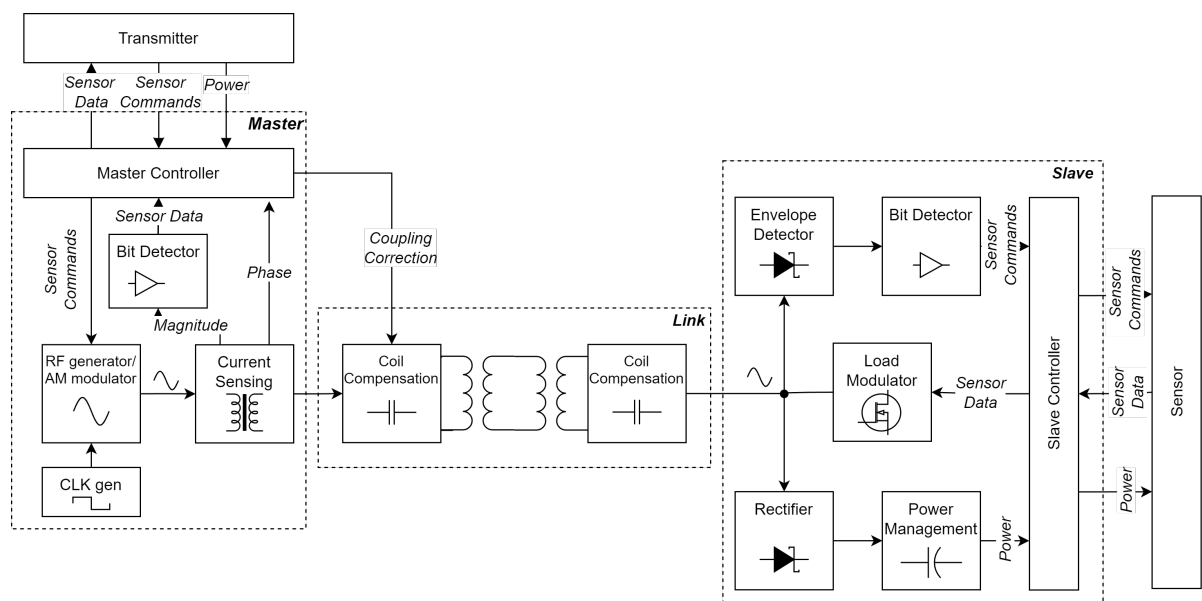 Transmitter
Sensor
Data
Sensor
Commands
Power
Master
Master Controller
Sensor Data
Bit Detector
Sensor
Commands
Phase
Magnitude
Coupling
Correction
RF generator/
AM modulator
Current
Sensing
CLK gen
Link
Coil
Compensation
Coil
Compensation
Slave
Envelope
Detector
Bit Detector
Sensor
Commands
Load
Modulator
Sensor
Data
Rectifier
Power
Management
Power
Slave Controller
Sensor
Commands
Sensor
Data
Power
Sensor